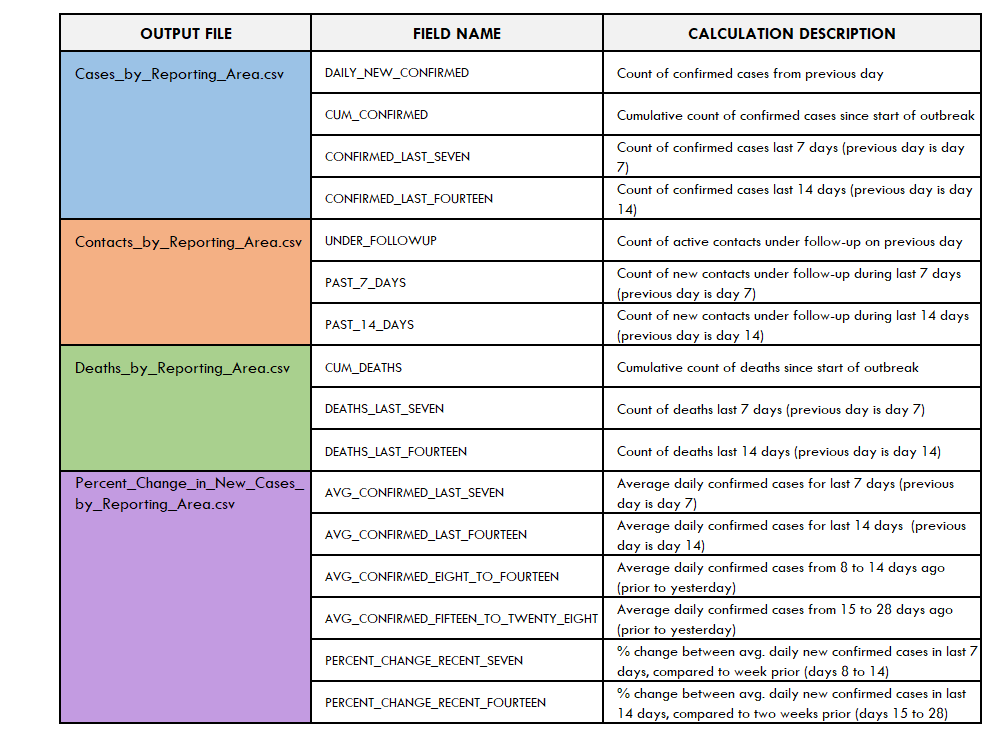 OUTPUT FILE
FIELD NAME
CALCULATION DESCRIPTION
Cases_by_Reporting_Area.csv
DAILY_NEW_CONFIRMED
Count of confirmed cases from previous day
CUM_CONFIRMED
Cumulative count of confirmed cases since start of outbreak
CONFIRMED_LAST_SEVEN
Count of confirmed cases last 7 days (previous day is day
7)
CONFIRMED_LAST_FOURTEEN
Count of confirmed cases last 14 days (previous day is day
14)
Contacts_by_Reporting_Area.csv
UNDER_FOLLOWUP
Count of active contacts under follow-up on previous day
PAST_7_DAYS
Count of new contacts under follow-up during last 7 days
(previous day is day 7)
PAST_14_DAYS
Count of new contacts under follow-up during last 14 days
(previous day is day 14)
Deaths_by_Reporting_Area.csv
CUM_DEATHS
Cumulative count of deaths since start of outbreak
DEATHS_LAST_SEVEN
Count of deaths last 7 days (previous day is day 7)
DEATHS_LAST_FOURTEEN
Count of deaths last 14 days (previous day is day 14)
Percent_Change_in_New_Cases_
by_Reporting_Area.csv
AVG_CONFIRMED_LAST_SEVEN
Average daily confirmed cases for last 7 days (previous
day is day 7)
AVG_CONFIRMED_LAST_FOURTEEN
Average daily confirmed cases for last 14 days  (previous
day is day 14)
AVG_CONFIRMED_EIGHT_TO_FOURTEEN
Average daily confirmed cases from 8 to 14 days ago
(prior to yesterday)
AVG_CONFIRMED_FIFTEEN_TO_TWENTY_EIGHT
Average daily confirmed cases from 15 to 28 days ago
(prior to yesterday)
PERCENT_CHANGE_RECENT_SEVEN
% change between avg. daily new confirmed cases in last 7
days, compared to week prior (days 8 to 14)
PERCENT_CHANGE_RECENT_FOURTEEN
% change between avg. daily new confirmed cases in last
14 days, compared to two weeks prior (days 15 to 28)